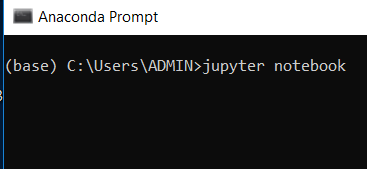 Anaconda Prompt
(base) C:\Users\ADMIN>jupyter notebook